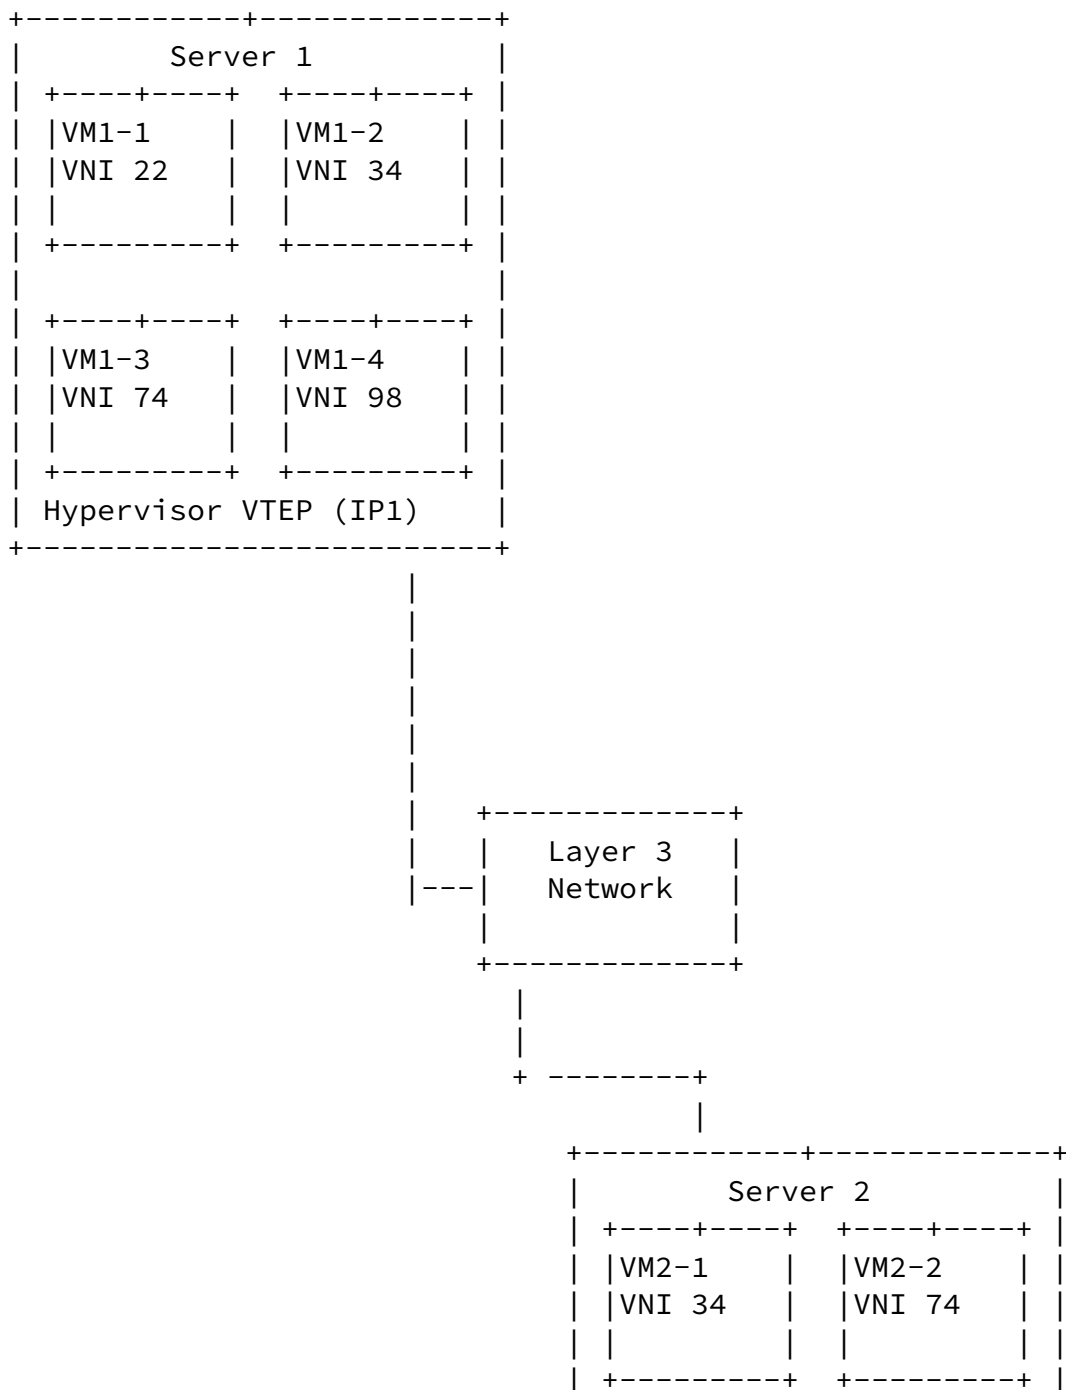 Server 1
VM1-1 VM1-2
VNI 22 VNI 34
VM1-3 VM1-4
VNI 74 VNI 98
Hypervisor VTEP (IP1)
Layer 3
Network
Server 2
VM2-1 VM2-2
VNI 34 VNI 74